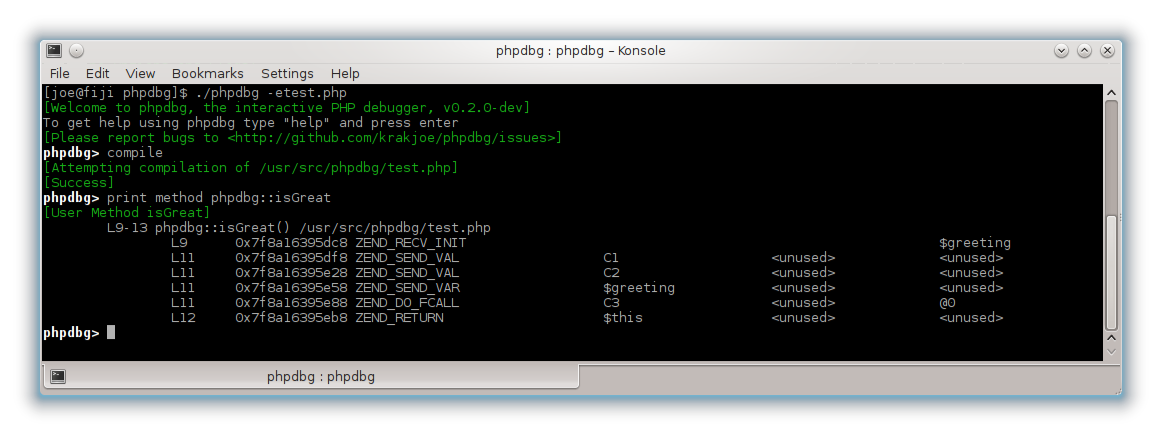 phpdbg : phpdbg – Konsole
File Edit View Bookmarks Settings Help
[joe@fiji phpdbg]$ ./phpdbg -etest.php
[Welcome to phpdbg, the interactive PHP debugger, v0.2.0-dev]
To get help using phpdbg type "help" and press enter
[Please report bugs to <http://github.com/krakjoe/phpdbg/issues>]
phpdbg> compile
[Attempting compilation of /usr/src/phpdbg/test.php]
[Success]
phpdbg> print method phpdbg::isGreat
[User Method isGreat]
L9-13 phpdbg::isGreat() /usr/src/phpdbg/test.php
L9 0x7f8a16395dc8 ZEND_RECV_INIT $greeting
L11 0x7f8a16395df8 ZEND_SEND_VAL C1 <unused> <unused>
L11 0x7f8a16395e28 ZEND_SEND_VAL C2 <unused> <unused>
L11 0x7f8a16395e58 ZEND_SEND_VAR $greeting <unused> <unused>
L11 0x7f8a16395e88 ZEND_DO_FCALL C3 <unused> @0
L12 0x7f8a16395eb8 ZEND_RETURN $this <unused> <unused>
phpdbg>
phpdbg : phpdbg